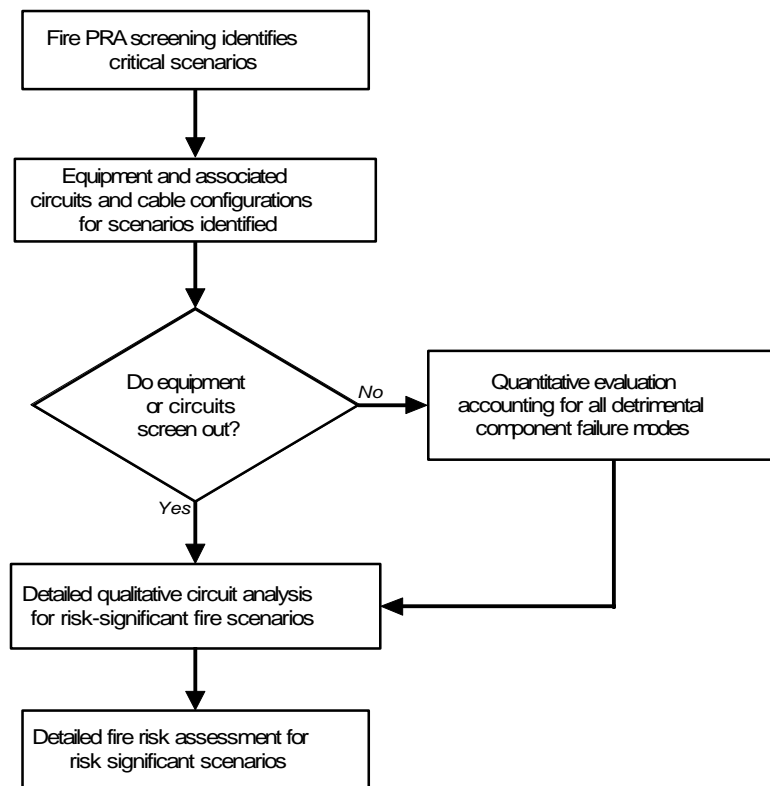 Fire PRA screening identifies
critical scenarios
Equipment and associated
circuits and cable configurations
for scenarios identified
Do equipment
or circuits
screen out?
No
Quantitative evaluation
accounting for all detrimental
component failure modes
Yes
Detailed qualitative circuit analysis
for risk-significant fire scenarios
Detailed fire risk assessment for
risk significant scenarios